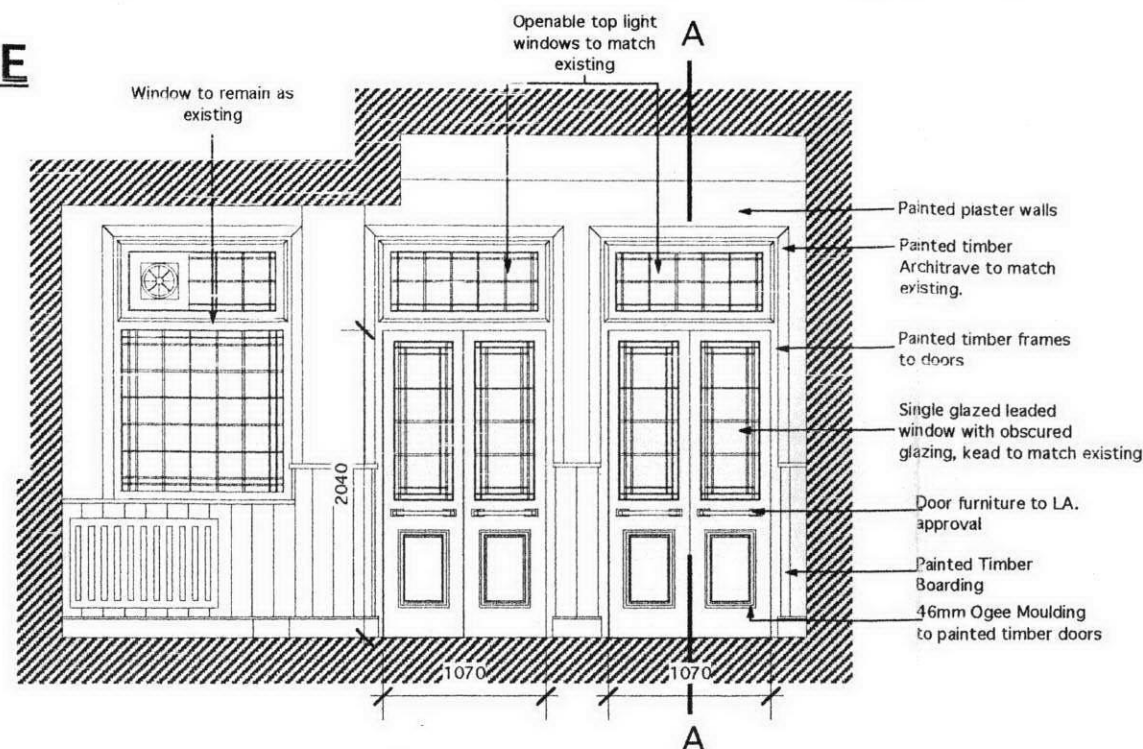 E
Openable top light
windows to match
existing
A
Window to remain as
existing
Painted plaster walls
Painted timber
Architrave to match
existing.
Painted timber frames
to doors
Single glazed leaded
window with obscured
glazing, kead to match existing
2040
Door furniture to LA.
approval
Painted Timber
Boarding
46mm Ogee Moulding
to painted timber doors
1070
1070
A